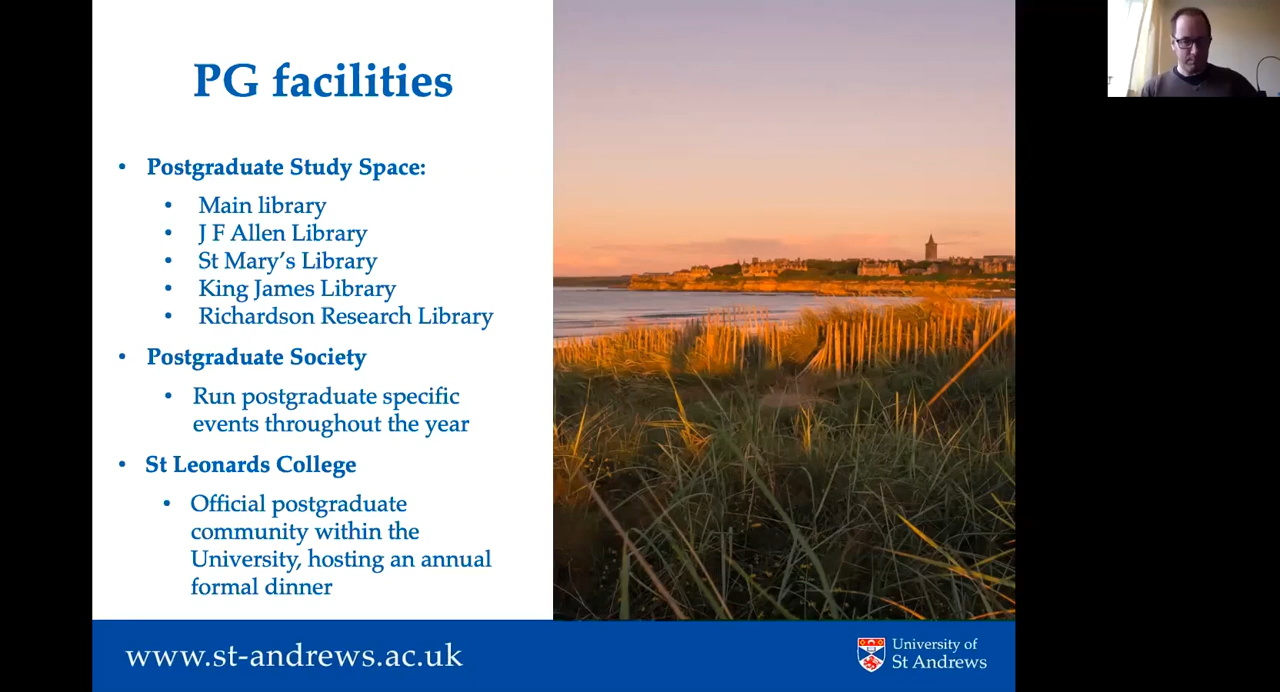 PG facilities
• Postgraduate Study Space:
• Main library
• J F Allen Library
• St Mary's Library
• King James Library
• Richardson Research Library
• Postgraduate Society
• Run postgraduate specific
events throughout the year
• St Leonards College
• Official postgraduate
community within the
University, hosting an annual
formal dinner
www.st-andrews.ac.uk
University of
St Andrews